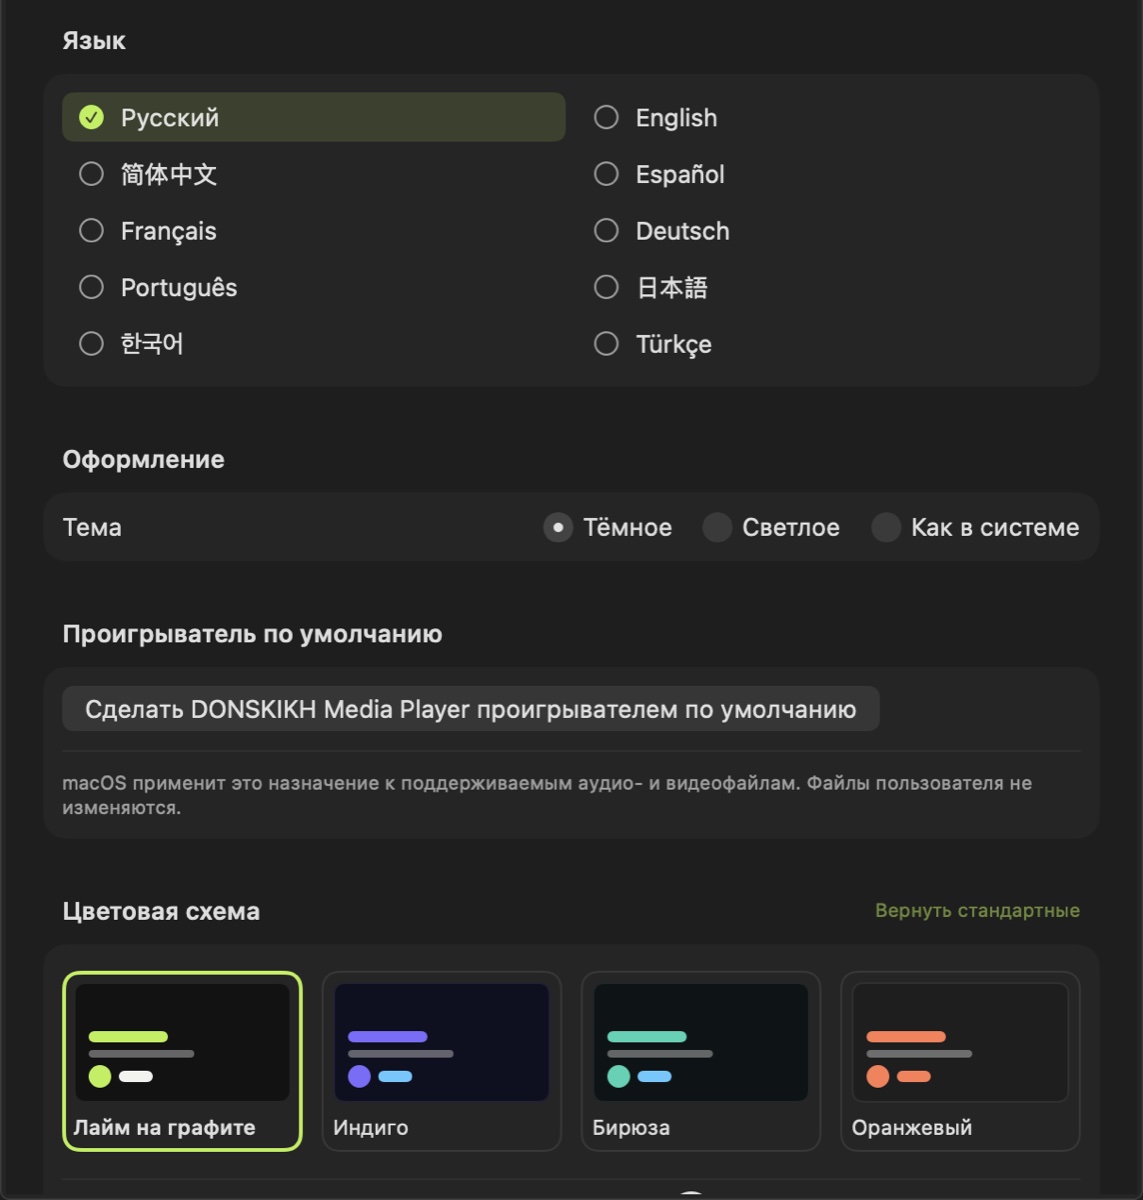 Язык
Русский
English
简体中文
Español
Français
Deutsch
Português
日本語
한국어
Türkçe
Оформление
Тема
Тёмное
Светлое
Как в системе
Проигрыватель по умолчанию
Сделать DONSKIKH Media Player проигрывателем по умолчанию
macOS применит это назначение к поддерживаемым аудио- и видеофайлам. Файлы пользователя не
изменяются.
Цветовая схема
Вернуть стандартные
Лайм на графите
Индиго
Бирюза
Оранжевый